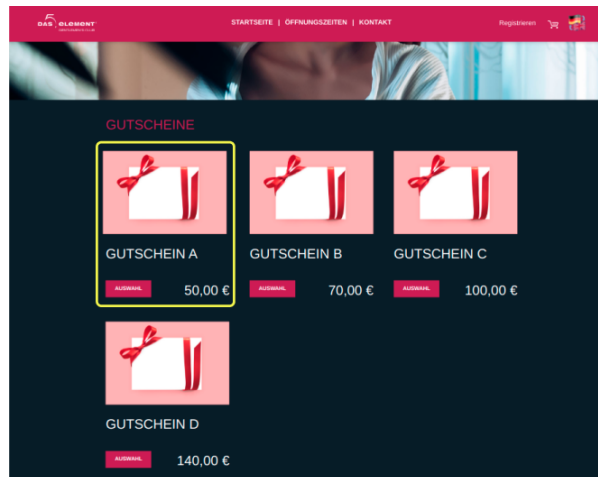 DAS 5 ELEMENT
STARTSEITE | ÖFFNUNGSZEITEN | KONTAKT
Registrieren
GUTSCHEINE
GUTSCHEIN A
GUTSCHEIN B
GUTSCHEIN C
AUSWAHL
50,00 €
AUSWAHL
70,00 €
AUSWAHL
100,00 €
GUTSCHEIN D
AUSWAHL
140,00 €